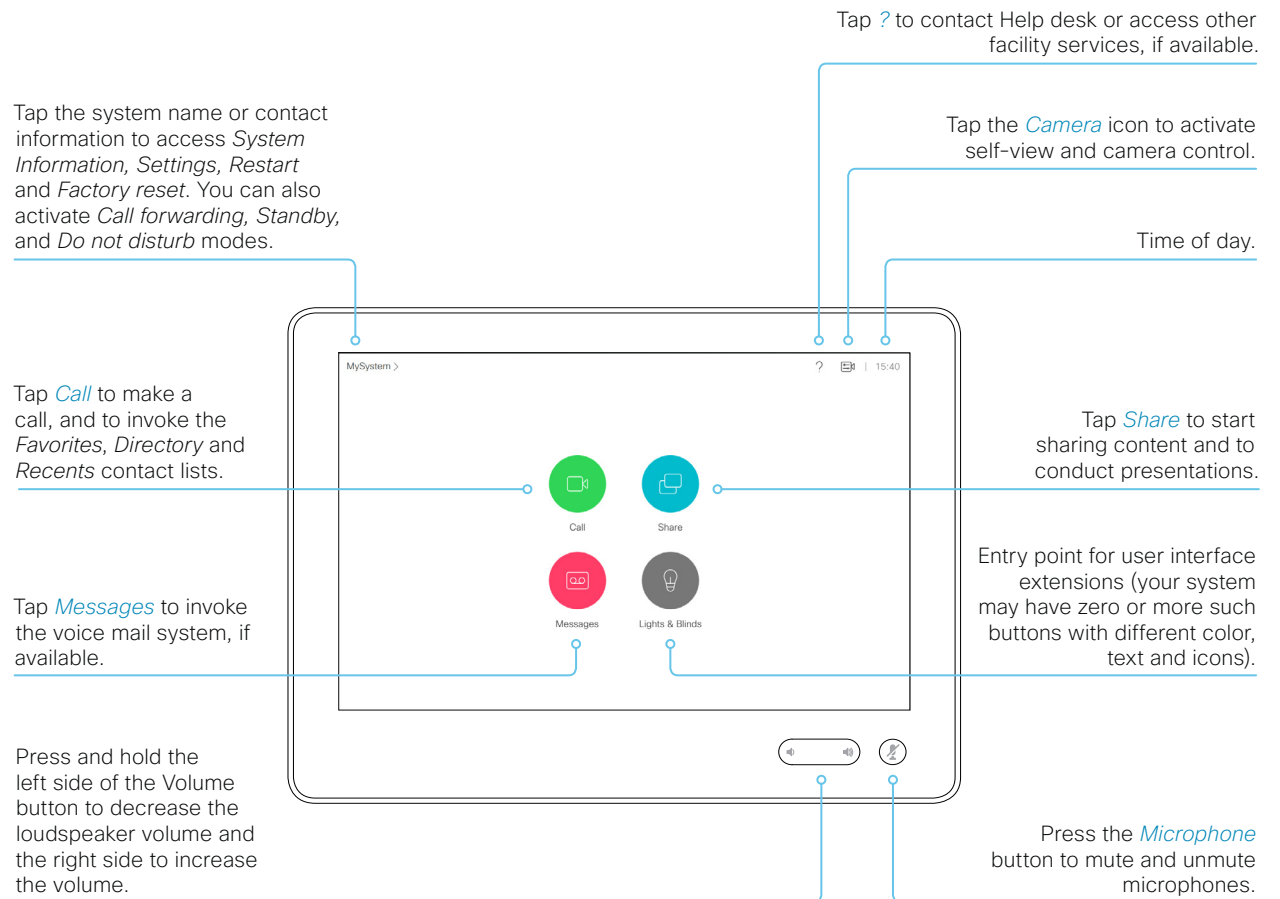 Tap ? to contact Help desk or access other
facility services, if available.
Tap the system name or contact
information to access System
Information, Settings, Restart
and Factory reset. You can also
activate Call forwarding, Standby,
and Do not disturb modes.
Tap the Camera icon to activate
self-view and camera control.
Time of day.
MySystem >
? | 15:40
Tap Call to make a
call, and to invoke the
Favorites, Directory and
Recents contact lists.
Tap Share to start
sharing content and to
conduct presentations.
Call
Share
Tap Messages to invoke
the voice mail system, if
available.
Messages
Lights & Blinds
Entry point for user interface
extensions (your system
may have zero or more such
buttons with different color,
text and icons).
Press and hold the
left side of the Volume
button to decrease the
loudspeaker volume and
the right side to increase
the volume.
Press the Microphone
button to mute and unmute
microphones.